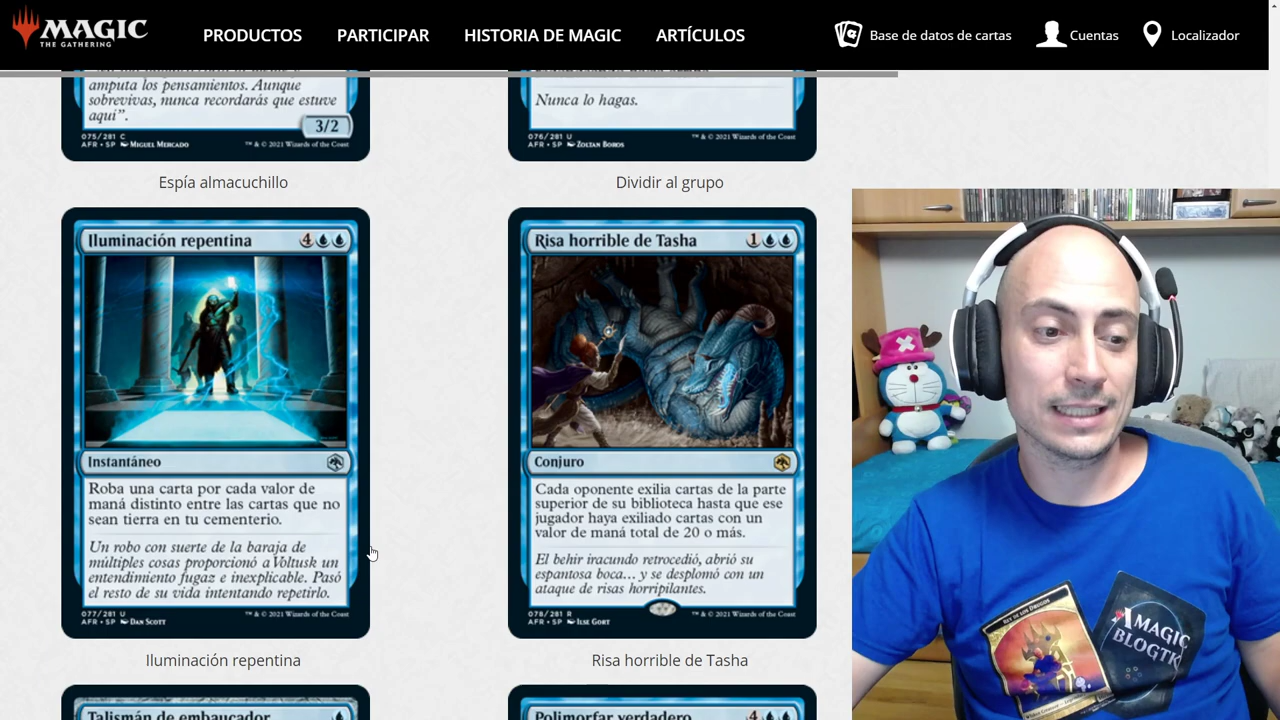 MAGIC
THE GATHERING
PRODUCTOS
PARTICIPAR
HISTORIA DE MAGIC
ARTÍCULOS
Base de datos de cartas
Cuentas
Localizador
amputa los pensamientos. Aunque
sobrevivas, nunca recordarás que estuve
aquí”.
3/2
075/281 C
AFR • SP MIGUEL MERCADO
™ & © 2021 Wizards of the Coast
Espía almacuchillo
Nunca lo hagas.
076/281 U
AFR • SP ZOLTAN BOROS
™ & © 2021 Wizards of the Coast
Dividir al grupo
Iluminación repentina
4
Instantáneo
Roba una carta por cada valor de
maná distinto entre las cartas que no
sean tierra en tu cementerio.
Un robo con suerte de la baraja de
múltiples cosas proporcionó a Voltusk un
entendimiento fugaz e inexplicable. Pasó
el resto de su vida intentando repetirlo.
077/281 U
AFR • SP DAN SCOTT
™ & © 2021 Wizards of the Coast
Iluminación repentina
Risa horrible de Tasha
1
Conjuro
Cada oponente exilia cartas de la parte
superior de su biblioteca hasta que ese
jugador haya exiliado cartas con un
valor de maná total de 20 o más.
El behir iracundo retrocedió, abrió su
espantosa boca... y se desplomó con un
ataque de risas horripilantes.
078/281 R
AFR • SP ILSE GORT
™ & © 2021 Wizards of the Coast
Risa horrible de Tasha
Talismán de embaucador
Polimorfar verdadero
4
REY DE LOS DRUGOS
MAGIC
BLOGTK